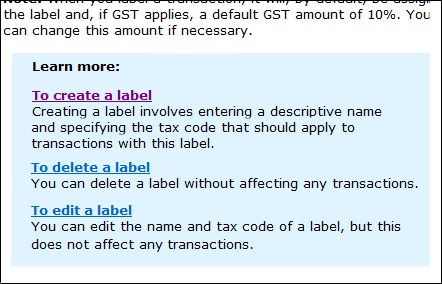 Note: When you label a transaction, it will, by default, be assig
the label and, if GST applies, a default GST amount of 10%. You
can change this amount if necessary.
Learn more:
To create a label
Creating a label involves entering a descriptive name
and specifying the tax code that should apply to
transactions with this label.
To delete a label
You can delete a label without affecting any transactions.
To edit a label
You can edit the name and tax code of a label, but this
does not affect any transactions.